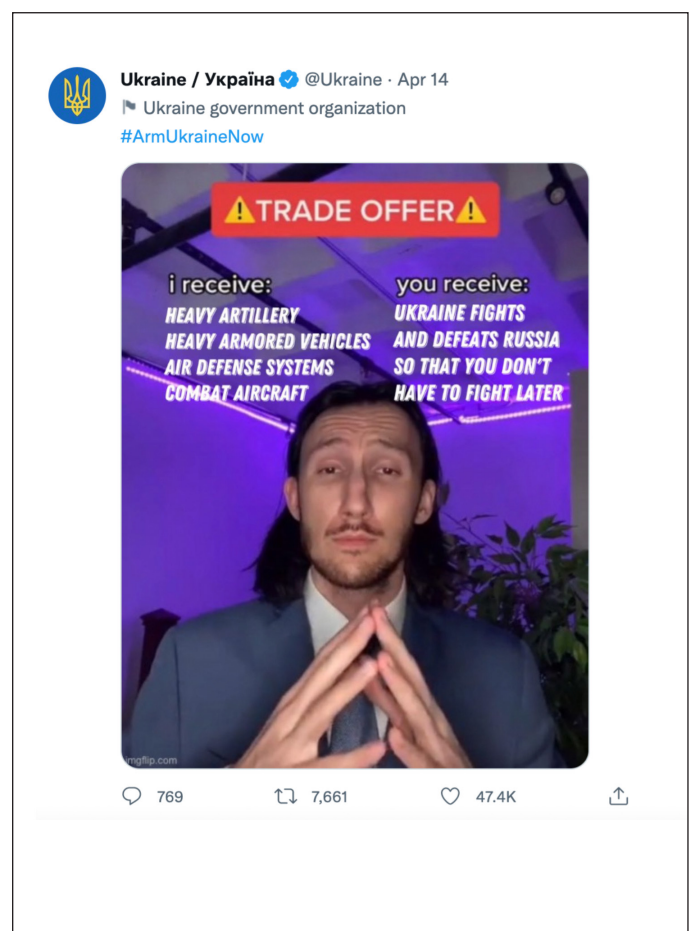 Ukraine / Україна @Ukraine · Apr 14
Ukraine government organization
#ArmUkraineNow
⚠TRADE OFFER⚠
i receive:
HEAVY ARTILLERY
HEAVY ARMORED VEHICLES
AIR DEFENSE SYSTEMS
COMBAT AIRCRAFT
you receive:
UKRAINE FIGHTS
AND DEFEATS RUSSIA
SO THAT YOU DON'T
HAVE TO FIGHT LATER
imgflip.com
769 7,661 47.4K